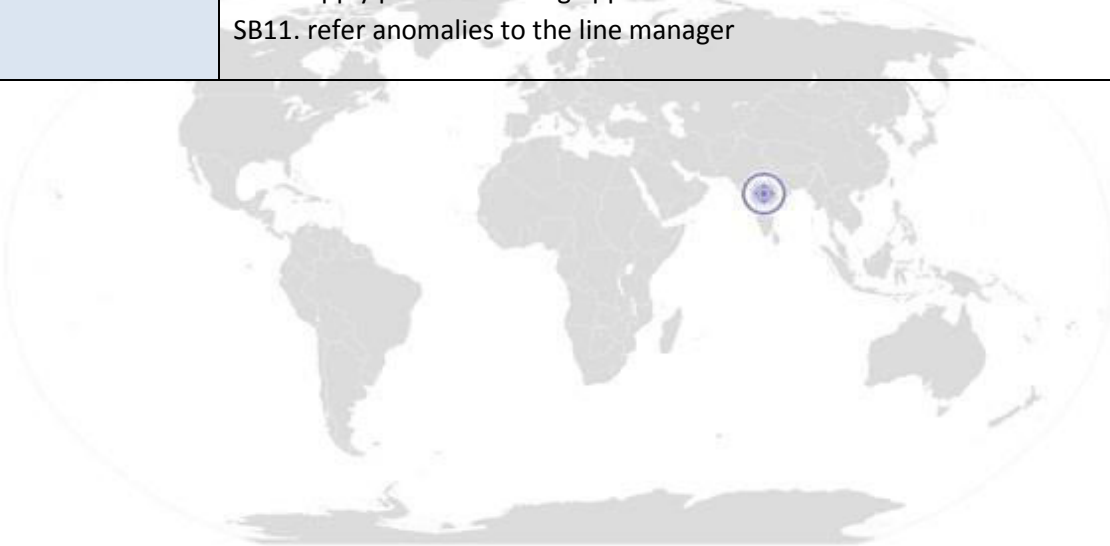 SB11. refer anomalies to the line manager